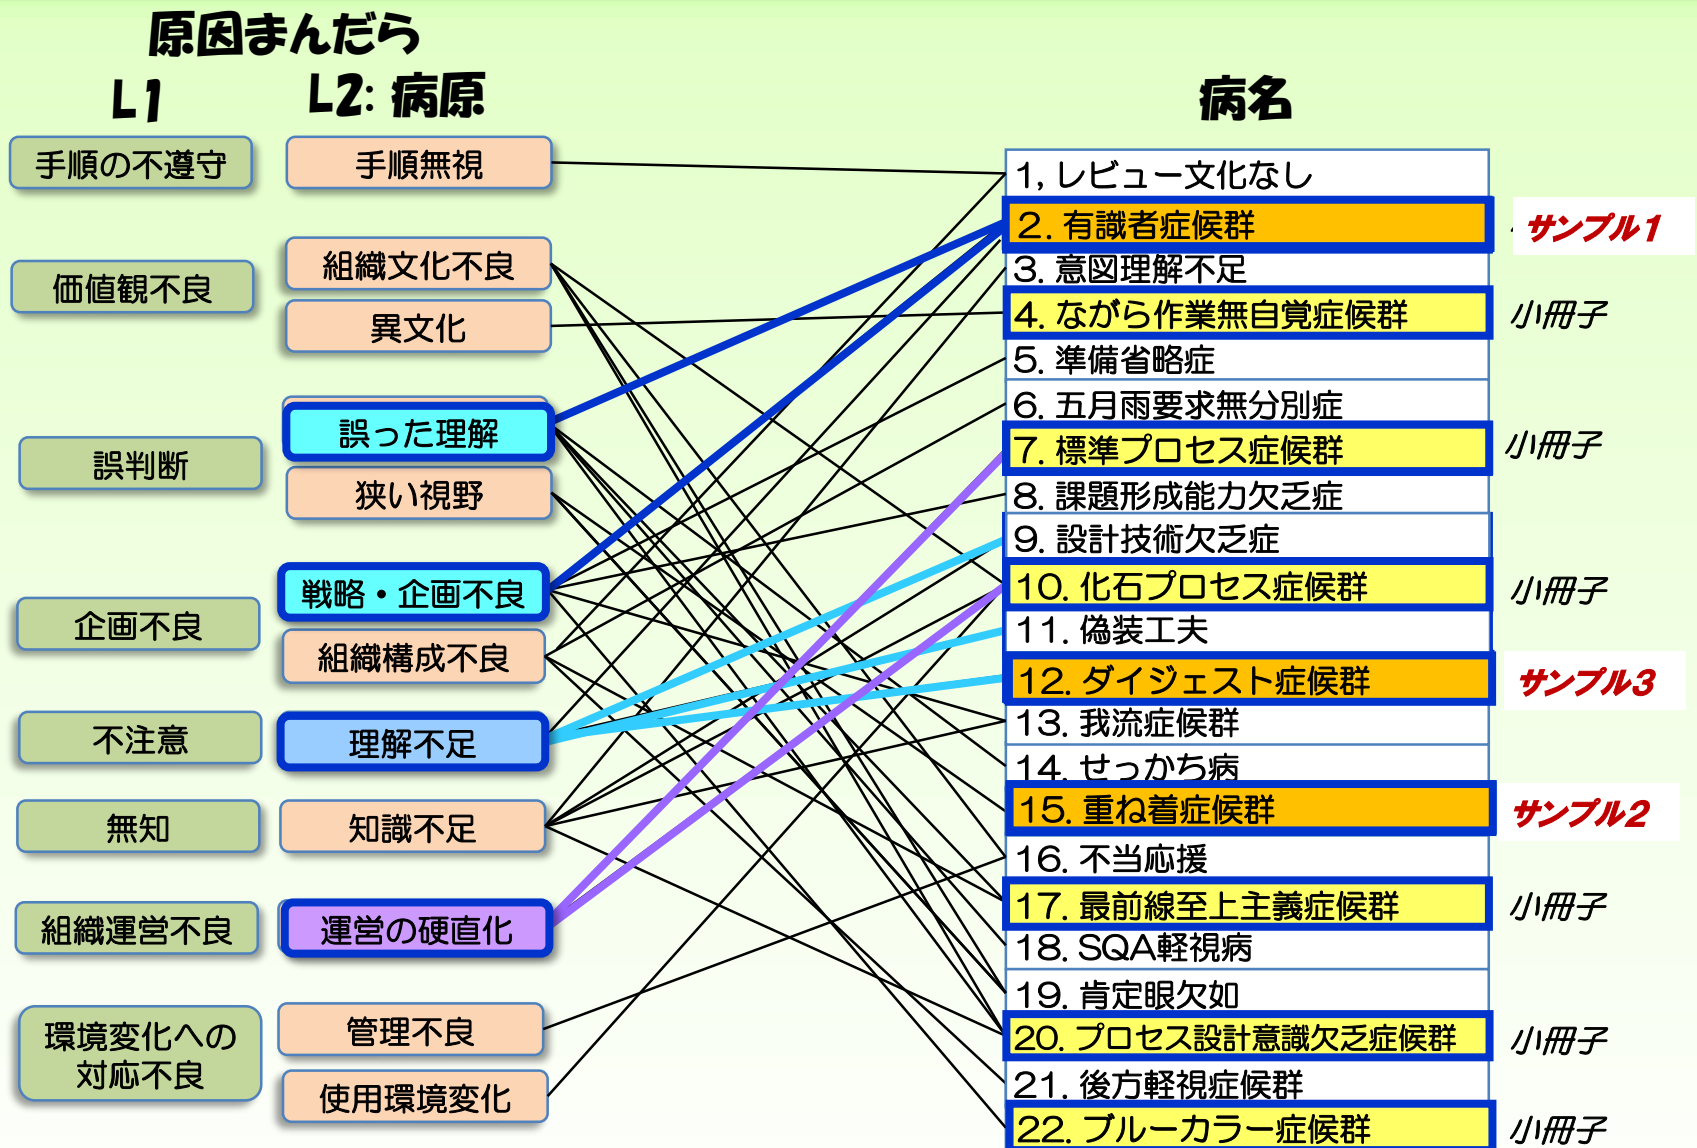 原因まんだら
L1
L2: 病原
病名
手順の不遵守
価値観不良
誤判断
企画不良
不注意
無知
組織運営不良
環境変化への
対応不良
手順無視
組織文化不良
異文化
誤った理解
狭い視野
戦略・企画不良
組織構成不良
理解不足
知識不足
運営の硬直化
管理不良
使用環境変化
1, レビュー文化なし
2. 有識者症候群
サンプル1
3. 意図理解不足
4. ながら作業無自覚症候群
小冊子
5. 準備省略症
6. 五月雨要求無分別症
7. 標準プロセス症候群
小冊子
8. 課題形成能力欠乏症
9. 設計技術欠乏症
10. 化石プロセス症候群
小冊子
11. 偽装工夫
12. ダイジェスト症候群
サンプル3
13. 我流症候群
14. せっかち病
15. 重ね着症候群
サンプル2
16. 不当応援
17. 最前線至上主義症候群
小冊子
18. SQA軽視病
19. 肯定眼欠如
20. プロセス設計意識欠乏症候群
小冊子
21. 後方軽視症候群
22. ブルーカラー症候群
小冊子